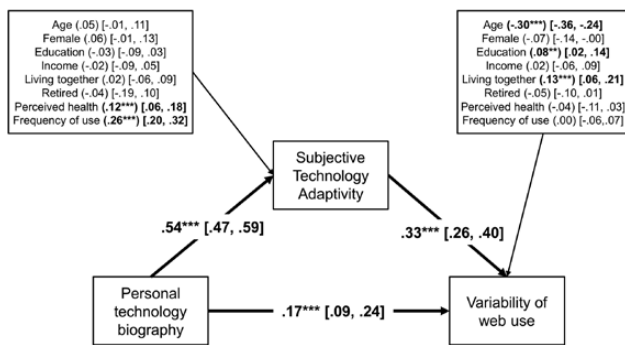 Age (.05) [-.01, .11]
Female (.06) [-.01, .13]
Education (-.03) [-.09, .03]
Income (-.02) [-.09, .05]
Living together (.02) [-.06, .09]
Retired (-.04) [-.19, .10]
Perceived health (.12***) [.06, .18]
Frequency of use (.26***) [.20, .32]
Age (-.30***) [-.36, -.24]
Female (-.07) [-.14, -.00]
Education (.08**) [.02, .14]
Income (.02) [-.06, .09]
Living together (.13***) [.06, .21]
Retired (-.05) [-.10, .01]
Perceived health (-.04) [-.11, .03]
Frequency of use (.00) [-.06,.07]
Subjective
Technology
Adaptivity
.54*** [.47, .59]
.33*** [.26, .40]
Personal
technology
biography
.17*** [.09, .24]
Variability of
web use